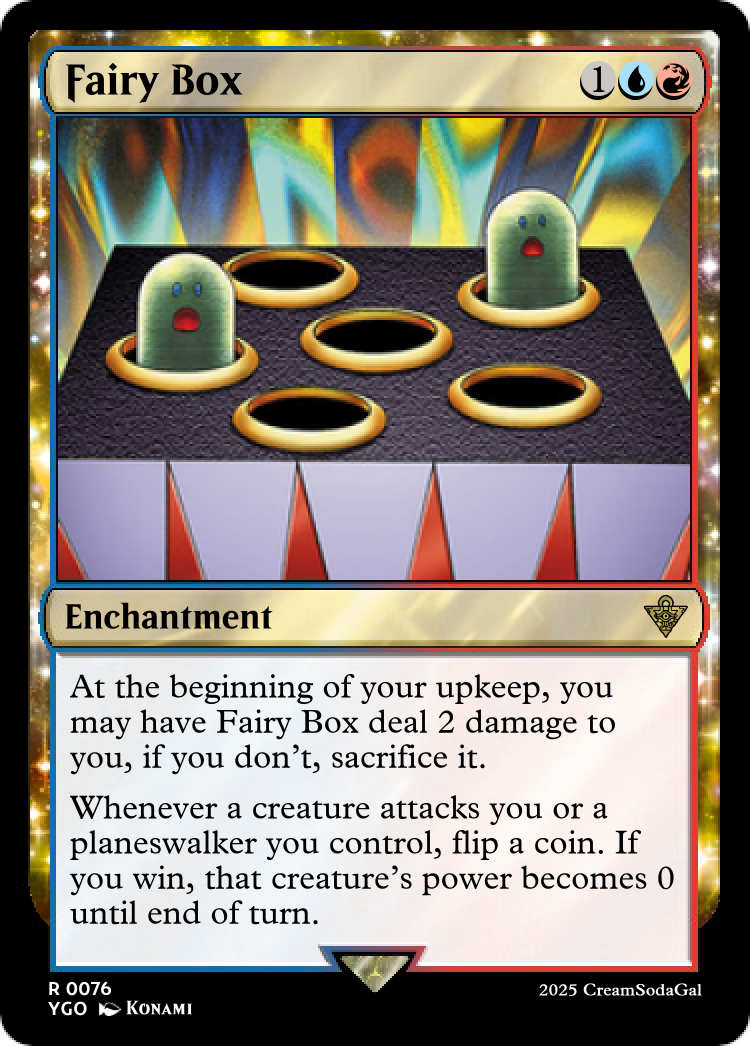 Fairy Box 1
Enchantment
At the beginning of your upkeep, you
may have Fairy Box deal 2 damage to
you, if you don’t, sacrifice it.
Whenever a creature attacks you or a
planeswalker you control, flip a coin. If
you win, that creature’s power becomes 0
until end of turn.
R 0076
YGO KONAMI
2025 CreamSodaGal